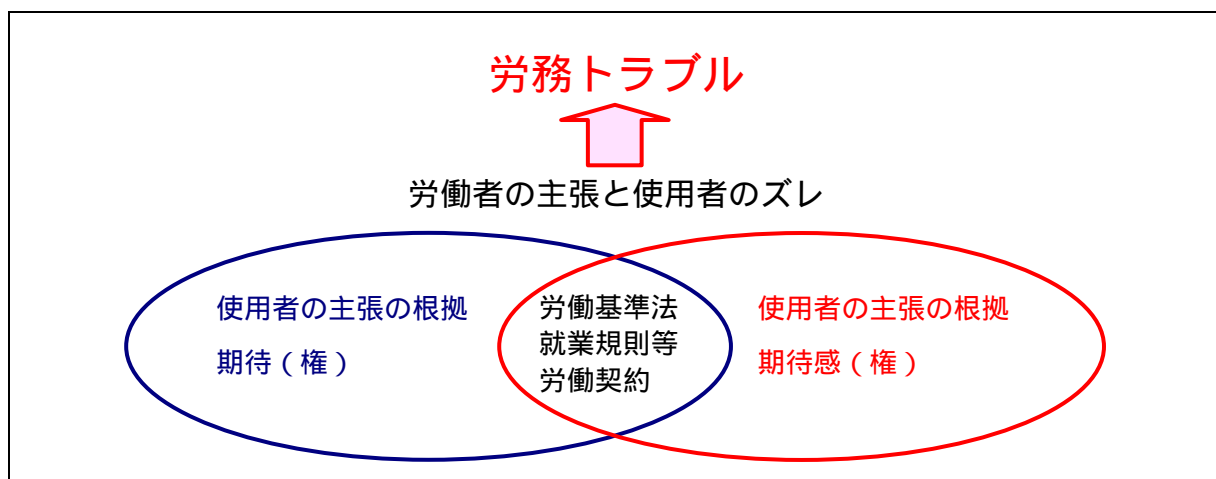 労務トラブル
労働者の主張と使用者のズレ
使用者の主張の根拠
期待(権)
労働基準法
就業規則等
労働契約
使用者の主張の根拠
期待感(権)